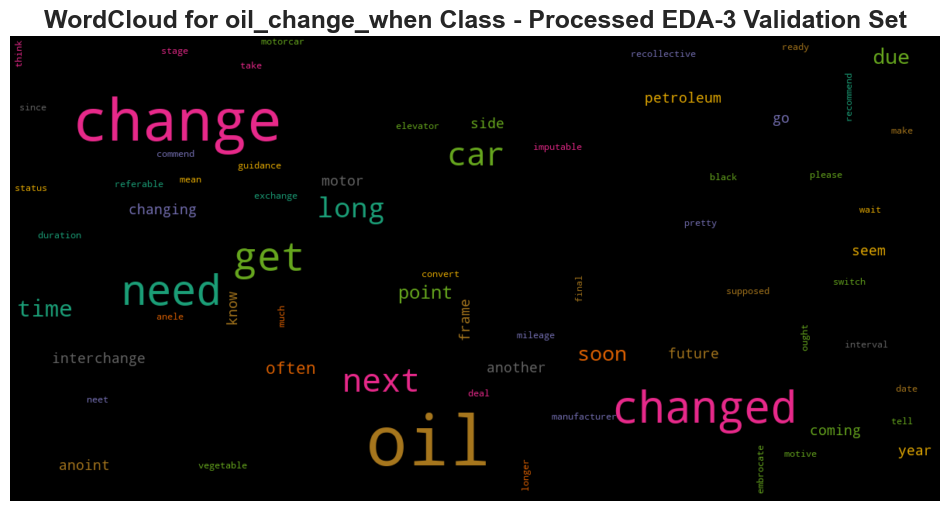 WordCloud for oil_change_when Class - Processed EDA-3 Validation Set
think
stage
motorcar
take
recollective
ready
due
since
change
elevator
side
petroleum
go
recommend
make
commend
guidance
car
imputable
status
referable
mean
exchange
motor
black
please
changing
long
pretty
wait
duration
get
seem
need
convert
point
final
supposed
switch
time
anele
know
much
frame
mileage
ought
interval
interchange
often
next
another
soon
future
neet
deal
changed
date
manufacturer
tell
oil
coming
anoint
vegetable
longer
embrocate
motive
year